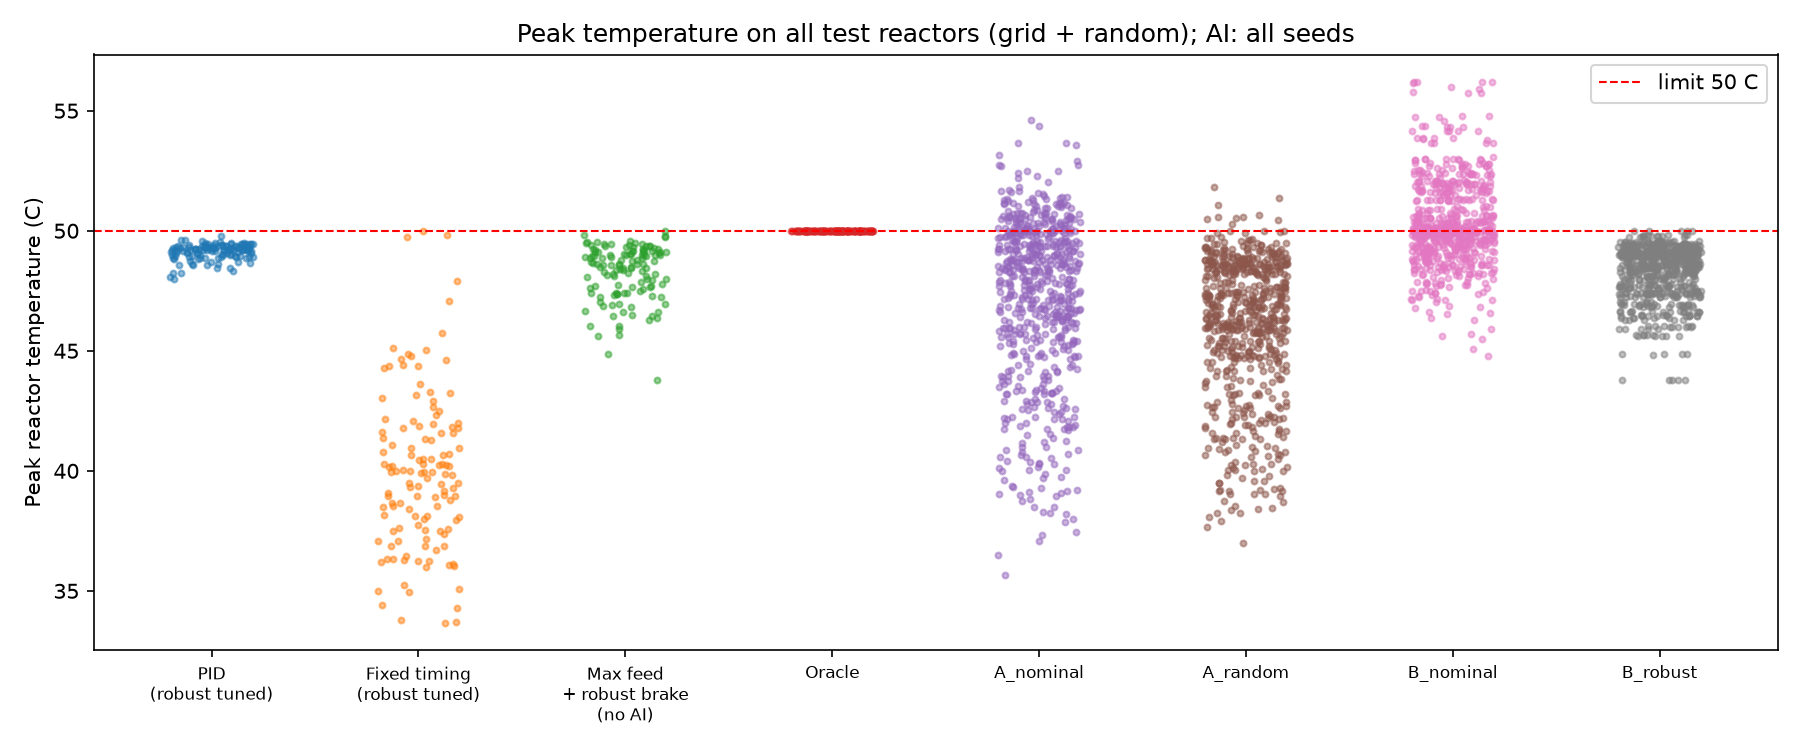 Peak temperature on all test reactors (grid + random); AI: all seeds
limit 50 C
Peak reactor temperature (C)
55
50
45
40
35
PID
(robust tuned)
Fixed timing
(robust tuned)
Max feed
+ robust brake
(no AI)
Oracle
A_nominal
A_random
B_nominal
B_robust